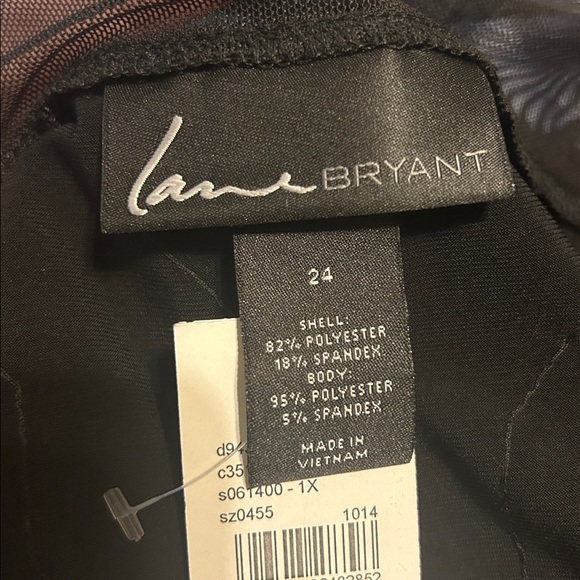 Lane BRYANT
24
SHELL:
82% POLYESTER
18% SPANDEX
BODY:
95% POLYESTER
5% SPANDEX
MADE IN
VIETNAM
s061400 - 1X
sz0455 1014